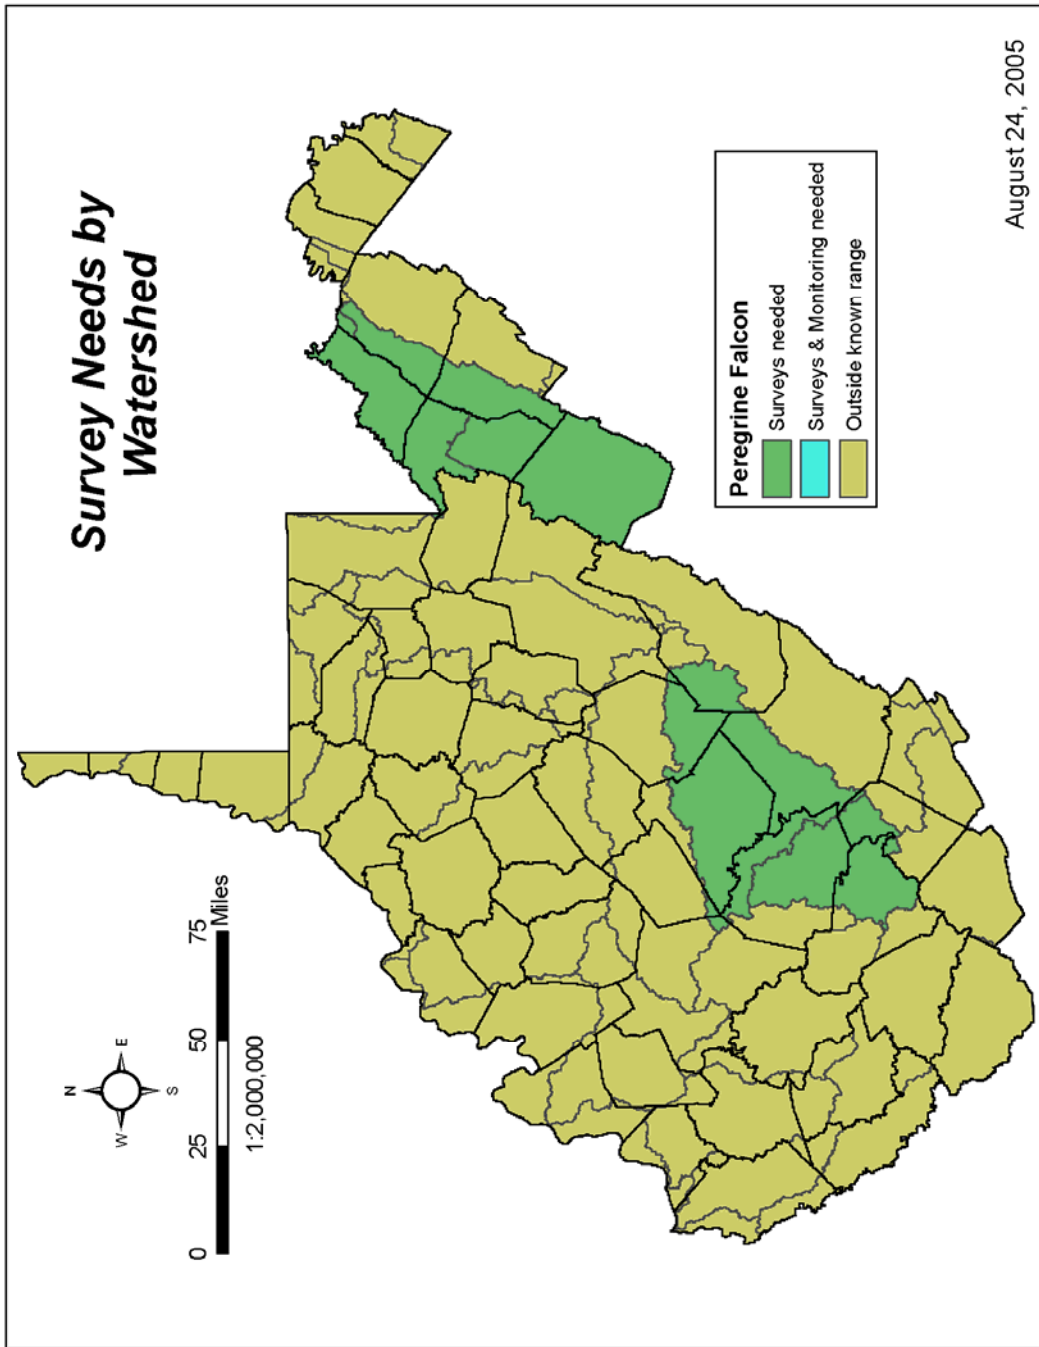 Survey Needs by
Watershed
N
W
E
S
0 25 50 75 Miles
1:2,000,000
Peregrine Falcon
Surveys needed
Surveys & Monitoring needed
Outside known range
August 24, 2005